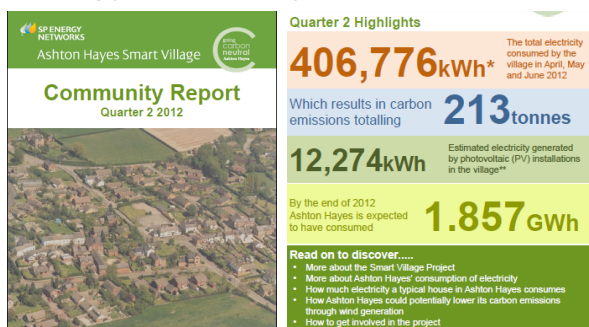 SP ENERGY
NETWORKS
Ashton Hayes Smart Village
going
carbon
neutral
Ashton Hayes
Community Report
Quarter 2 2012
Quarter 2 Highlights
406,776kWh*
The total electricity
consumed by the
village in April, May
and June 2012
Which results in carbon
emissions totalling
213tonnes
12,274kWh
Estimated electricity generated
by photovoltaic (PV) installations
in the village**
By the end of 2012
Ashton Hayes is expected
to have consumed
1.857GWh
Read on to discover.....
• More about the Smart Village Project
• More about Ashton Hayes' consumption of electricity
• How much electricity a typical house in Ashton Hayes consumes
• How Ashton Hayes could potentially lower its carbon emissions
through wind generation
• How to get involved in the project